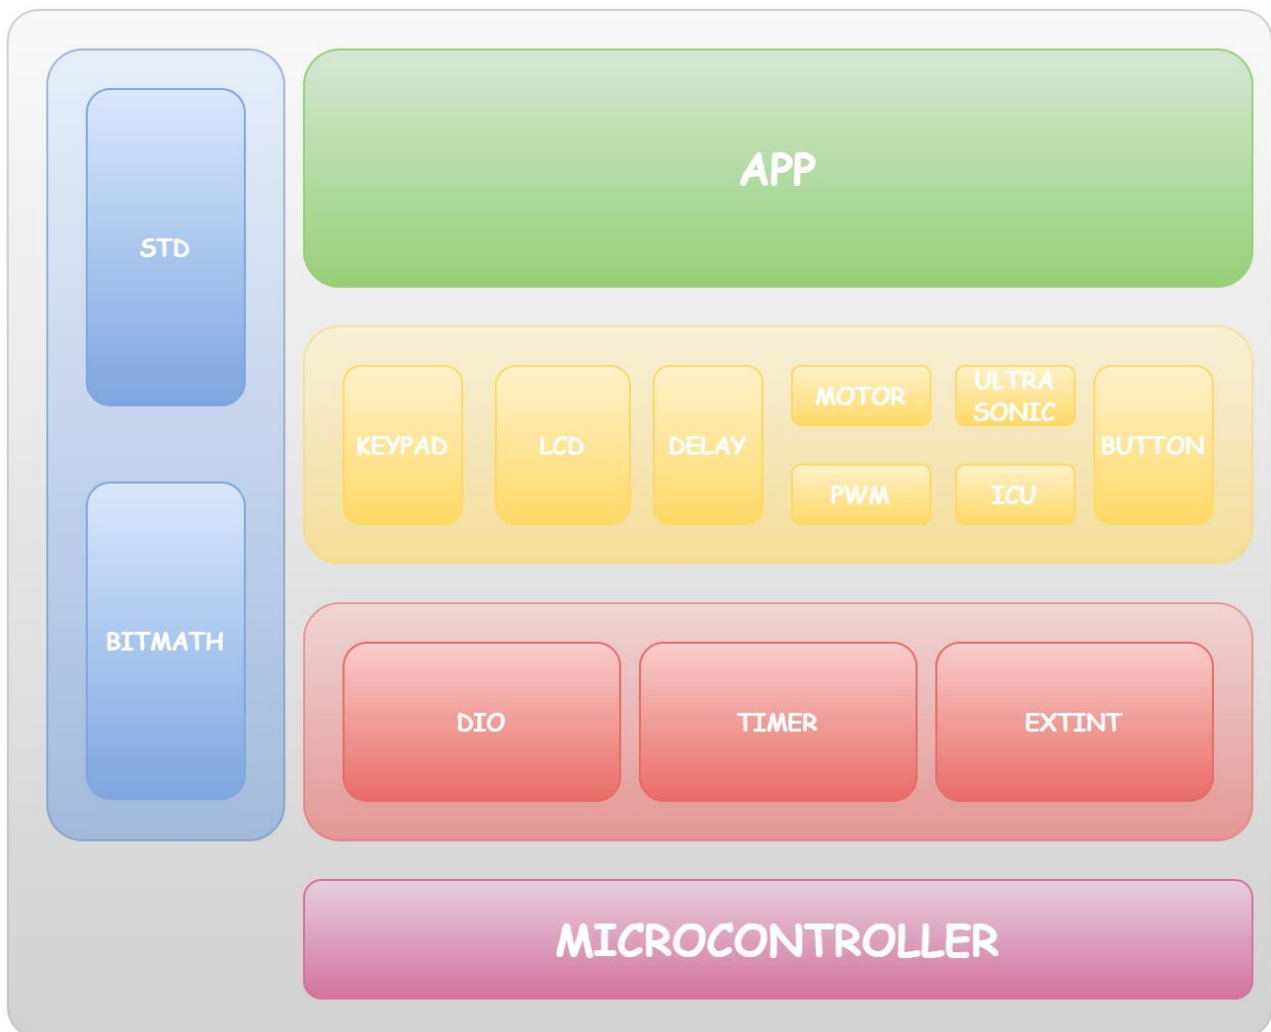 STD
BITMATH
APP
KEYPAD
LCD
DELAY
MOTOR
PWM
ULTRA
SONIC
ICU
BUTTON
DIO
TIMER
EXTINT
MICROCONTROLLER